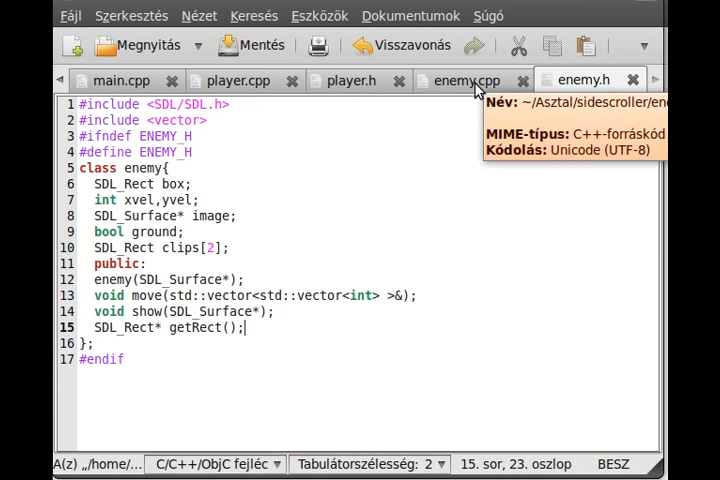 Fájl Szerkesztés Nézet Keresés Eszközök Dokumentumok Súgó
Megnyitás Mentés Visszavonás
main.cpp player.cpp player.h enemy.cpp enemy.h
Név: ~/Asztal/sidescroller/en
MIME-típus: C++-forráskód
Kódolás: Unicode (UTF-8)
1 #include <SDL/SDL.h>
2 #include <vector>
3 #ifndef ENEMY_H
4 #define ENEMY_H
5 class enemy{
6 SDL_Rect box;
7 int xvel,yvel;
8 SDL_Surface* image;
9 bool ground;
10 SDL_Rect clips[2];
11 public:
12 enemy(SDL_Surface*);
13 void move(std::vector<std::vector<int> >&);
14 void show(SDL_Surface*);
15 SDL_Rect* getRect();
16 };
17 #endif
A(z) „/home/... C/C++/ObjC fejléc Tabulátorszélesség: 2 15. sor, 23. oszlop BESZ